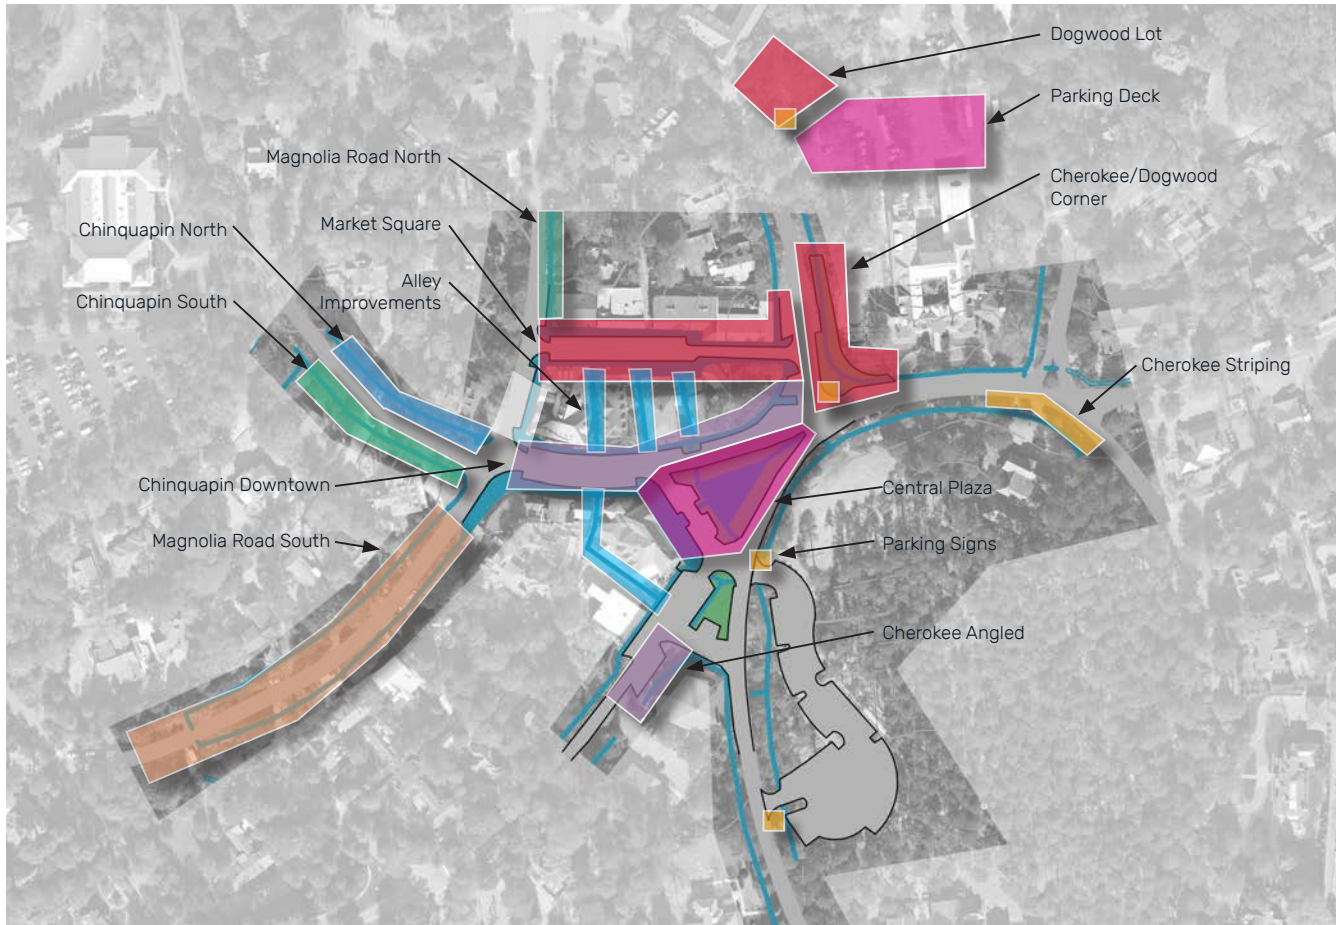 Dogwood Lot
Parking Deck
Magnolia Road North
Cherokee/Dogwood
Corner
Market Square
Chinquapin North
Alley
Improvements
Chinquapin South
Cherokee Striping
Chinquapin Downtown
Central Plaza
Magnolia Road South
Parking Signs
Cherokee Angled